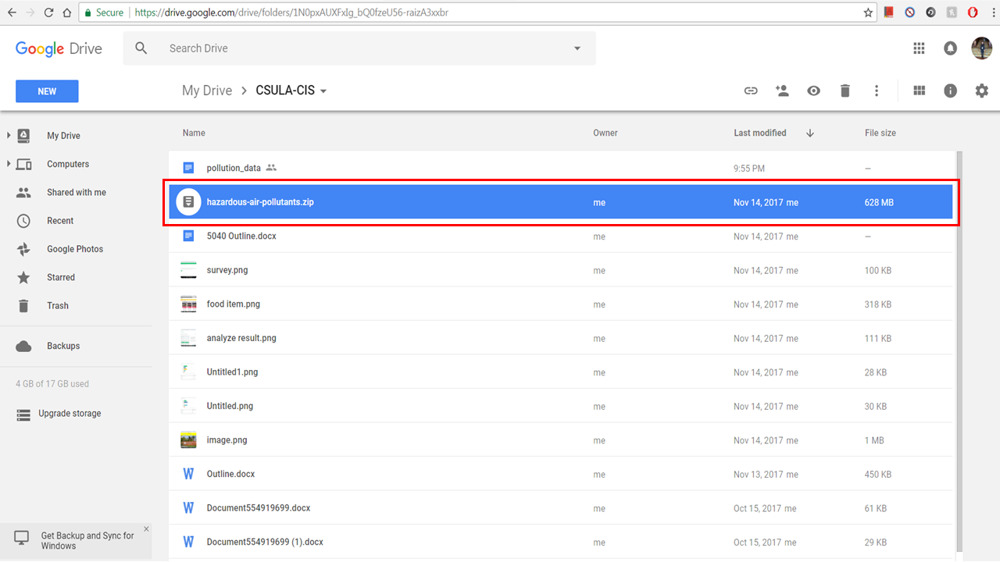 Secure https://drive.google.com/drive/folders/1N0pxAUXFxIg_bQ0fzeU56-raizA3xxbr
Google Drive
Search Drive
NEW
My Drive > CSULA-CIS
Name Owner Last modified File size
My Drive
Computers
Shared with me
Recent
Google Photos
Starred
Trash
Backups
4 GB of 17 GB used
Upgrade storage
Get Backup and Sync for
Windows
pollution_data 9:55 PM —
hazardous-air-pollutants.zip me Nov 14, 2017 me 628 MB
5040 Outline.docx me Nov 14, 2017 me —
survey.png me Nov 14, 2017 me 100 KB
food item.png me Nov 14, 2017 me 318 KB
analyze result.png me Nov 14, 2017 me 111 KB
Untitled1.png me Nov 14, 2017 me 28 KB
Untitled.png me Nov 14, 2017 me 30 KB
image.png me Nov 14, 2017 me 1 MB
Outline.docx me Nov 13, 2017 me 450 KB
Document554919699.docx me Oct 15, 2017 me 61 KB
Document554919699 (1).docx me Oct 15, 2017 me 29 KB